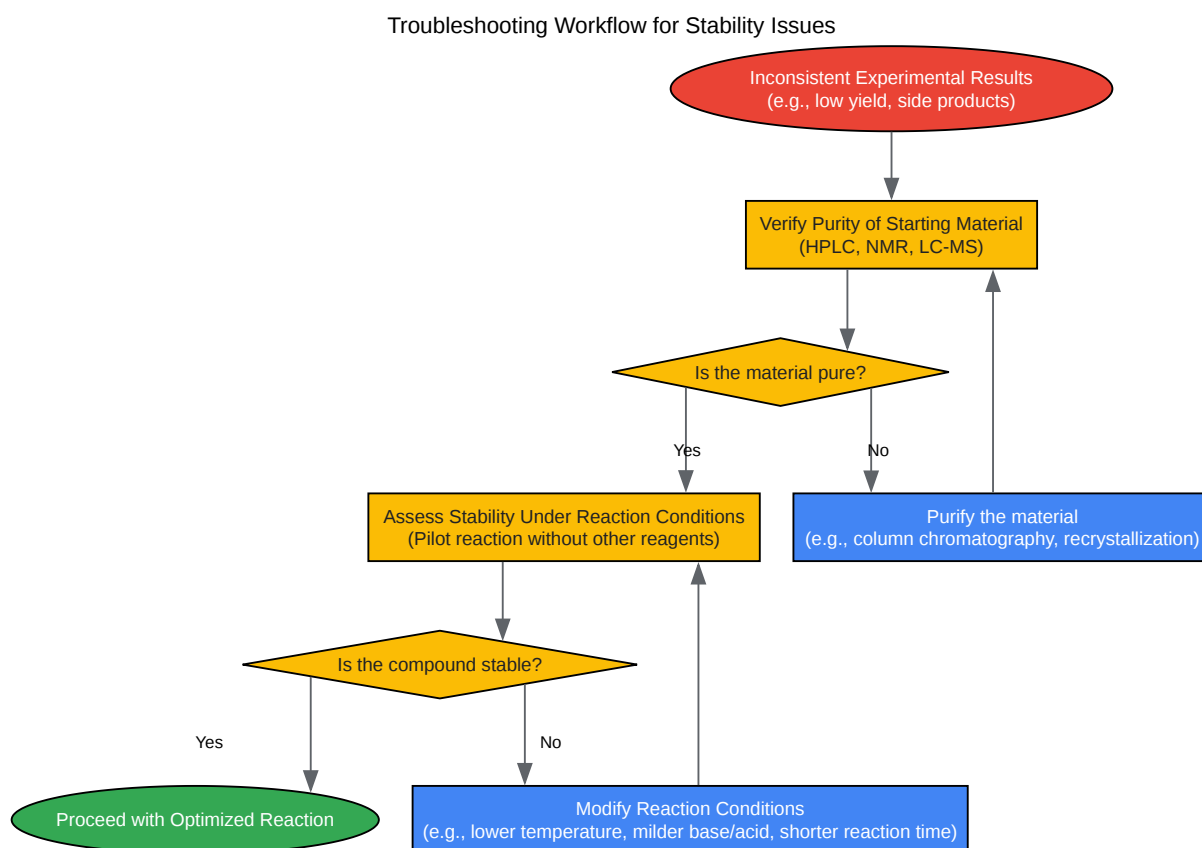 Troubleshooting Workflow for Stability Issues
Inconsistent Experimental Results
(e.g., low yield, side products)
Verify Purity of Starting Material
(HPLC, NMR, LC-MS)
Is the material pure?
Yes
No
Assess Stability Under Reaction Conditions
(Pilot reaction without other reagents)
Purify the material
(e.g., column chromatography, recrystallization)
Is the compound stable?
Yes
No
Proceed with Optimized Reaction
Modify Reaction Conditions
(e.g., lower temperature, milder base/acid, shorter reaction time)